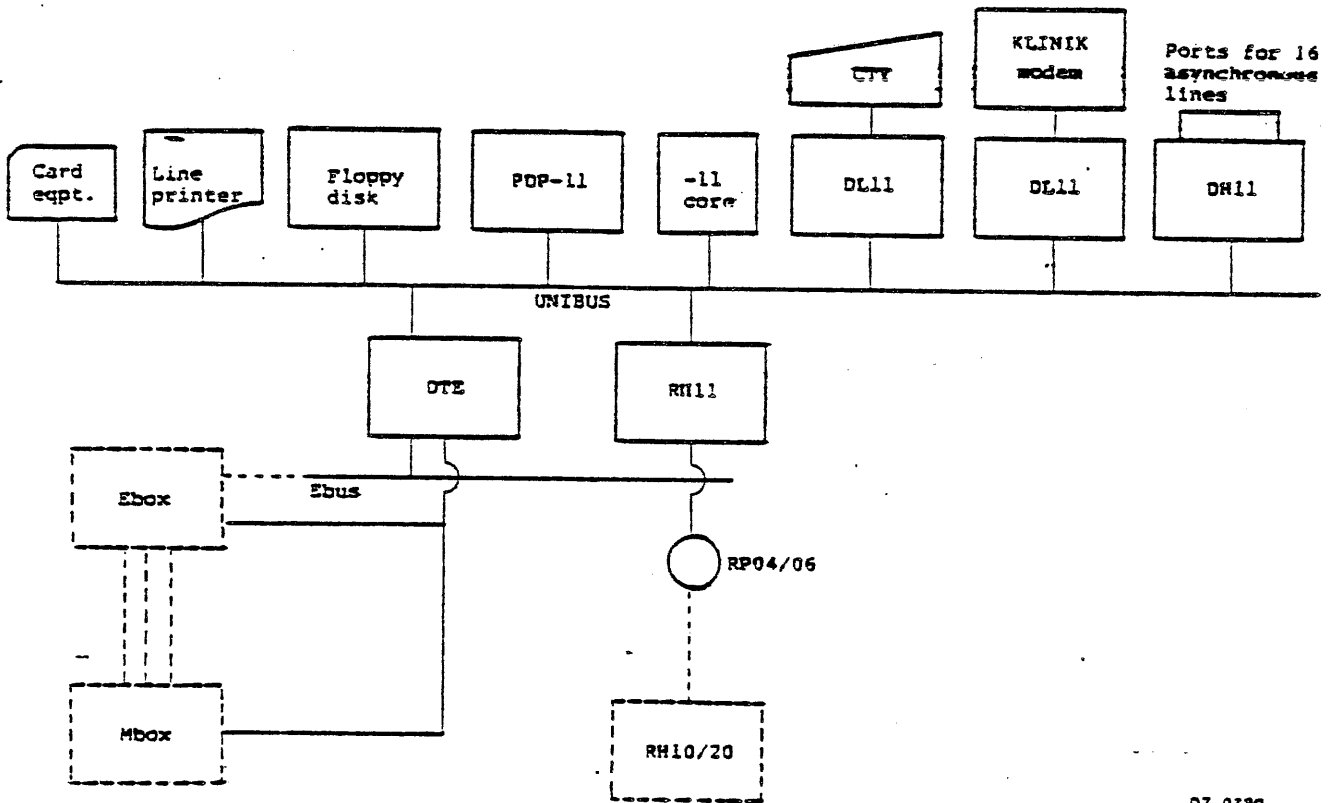 KLINIK
modem
Ports for 16
asynchronous
lines
CTY
Card
eqpt.
Line
printer
Floppy
disk
PDP-11
-11
core
DL11
DL11
DH11
UNIBUS
DTE
RH11
Ebox
Ebus
RP04/06
Mbox
RH10/20